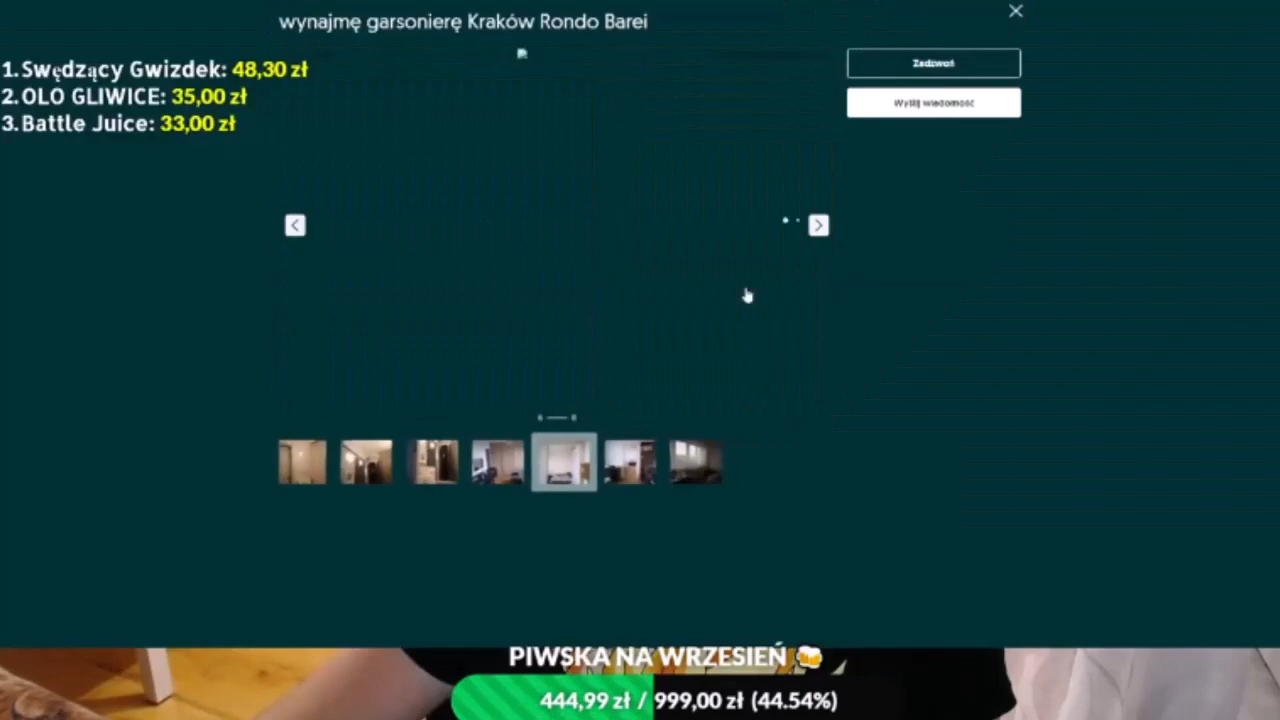 wynajmę garsonierę Kraków Rondo Barei
Zadzwoń
Wyślij wiadomość
1.Swędzący Gwizdek: 48,30 zł
2.OLO GLIWICE: 35,00 zł
3.Battle Juice: 33,00 zł
PIWSKA NA WRZESIEŃ 🍻
444,99 zł / 999,00 zł (44.54%)